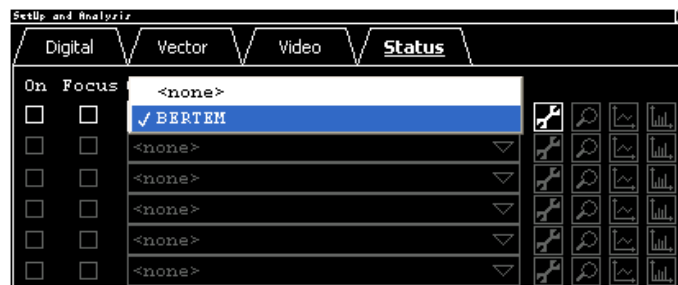 SetUp and Analysis
Digital Vector Video Status
On Focus <none>
✓ BERTEM
<none>
<none>
<none>
<none>
<none>